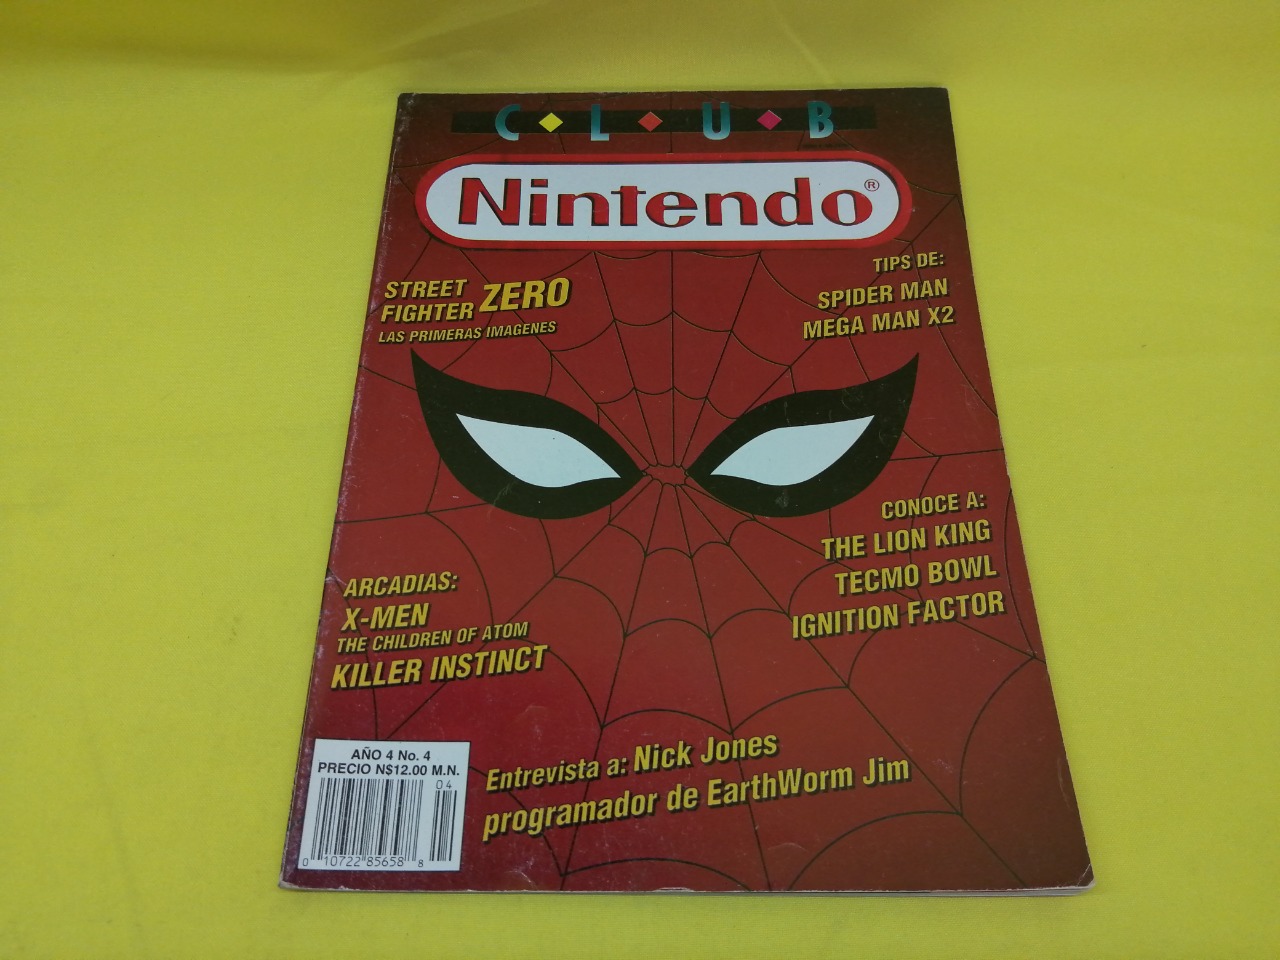 CLUB
Nintendo®
STREET
FIGHTER ZERO
LAS PRIMERAS IMAGENES
TIPS DE:
SPIDER MAN
MEGA MAN X2
CONOCE A:
THE LION KING
TECMO BOWL
IGNITION FACTOR
ARCADIAS:
X-MEN
THE CHILDREN OF ATOM
KILLER INSTINCT
Entrevista a: Nick Jones
programador de EarthWorm Jim
AÑO 4 No. 4
PRECIO N$12.00 M.N.
04
0 10722 85658 8